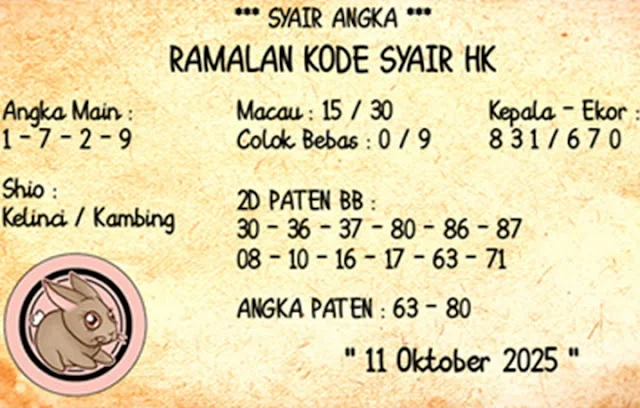 *** SYAIR ANGKA ***
RAMALAN KODE SYAIR HK
Angka Main :
1 - 7 - 2 - 9
Macau : 15 / 30
Colok Bebas : 0 / 9
Kepala - Ekor :
8 3 1 / 6 7 0
Shio :
Kelinci / Kambing
2D PATEN BB :
30 - 36 - 37 - 80 - 86 - 87
08 - 10 - 16 - 17 - 63 - 71
ANGKA PATEN : 63 - 80
" 11 Oktober 2025 "